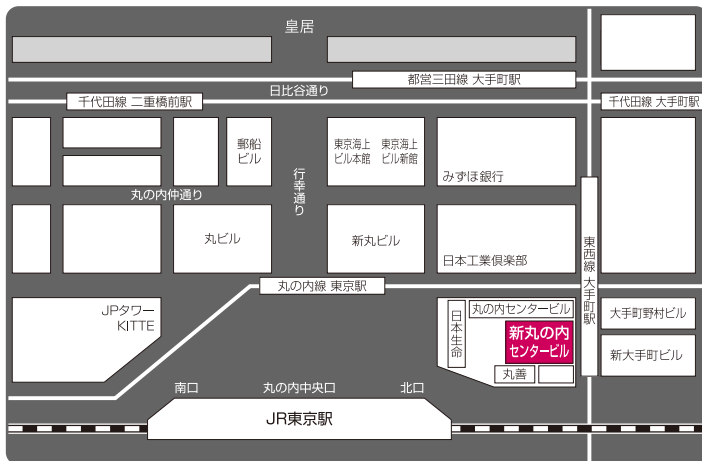 皇居
都営三田線 大手町駅
日比谷通り
千代田線 二重橋前駅
千代田線 大手町駅
郵船
ビル
東京海上
ビル本館
東京海上
ビル新館
みずほ銀行
行幸通り
丸の内仲通り
丸ビル
新丸ビル
日本工業倶楽部
東西線 大手町駅
丸の内線 東京駅
JPタワー
KITTE
日本生命
丸の内センタービル
新丸の内
センタービル
丸善
大手町野村ビル
新大手町ビル
南口
丸の内中央口
北口
JR東京駅